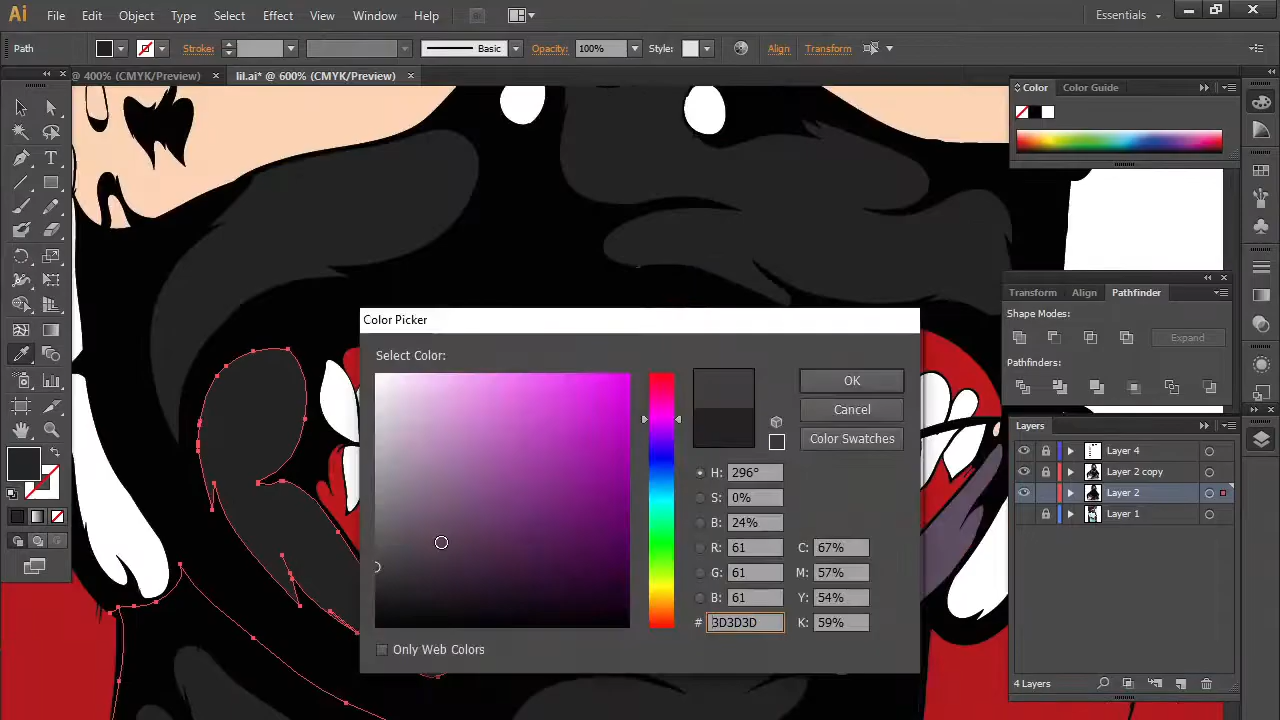 Ai File Edit Object Type Select Effect View Window Help Essentials
Path Stroke: Basic Opacity: 100% Style: Align Transform
@ 400% (CMYK/Preview) × lil.ai* @ 600% (CMYK/Preview) ×
Color Color Guide
Transform Align Pathfinder
Shape Modes:
Expand
Pathfinders:
Color Picker
Select Color:
OK
Cancel
Color Swatches
H: 296°
S: 0%
B: 24%
R: 61 C: 67%
G: 61 M: 57%
B: 61 Y: 54%
# 3D3D3D K: 59%
Only Web Colors
Layers
Layer 4
Layer 2 copy
Layer 2
Layer 1
4 Layers